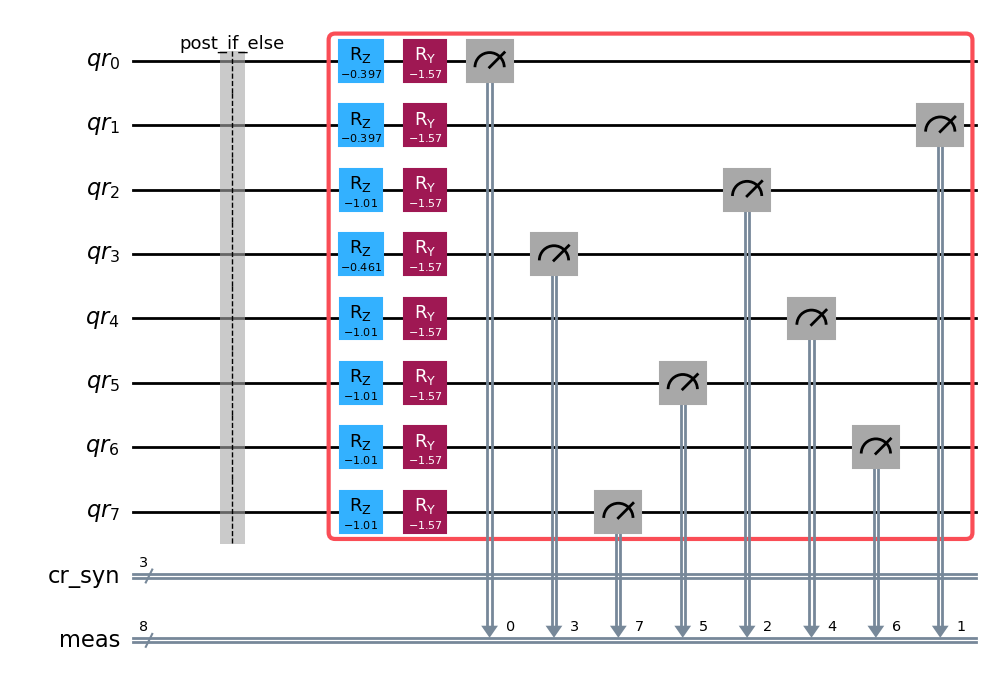 post_if_else
qr0 RZ −0.397 RY −1.57
qr1 RZ −0.397 RY −1.57
qr2 RZ −1.01 RY −1.57
qr3 RZ −0.461 RY −1.57
qr4 RZ −1.01 RY −1.57
qr5 RZ −1.01 RY −1.57
qr6 RZ −1.01 RY −1.57
qr7 RZ −1.01 RY −1.57
cr_syn 3
meas 8 0 3 7 5 2 4 6 1